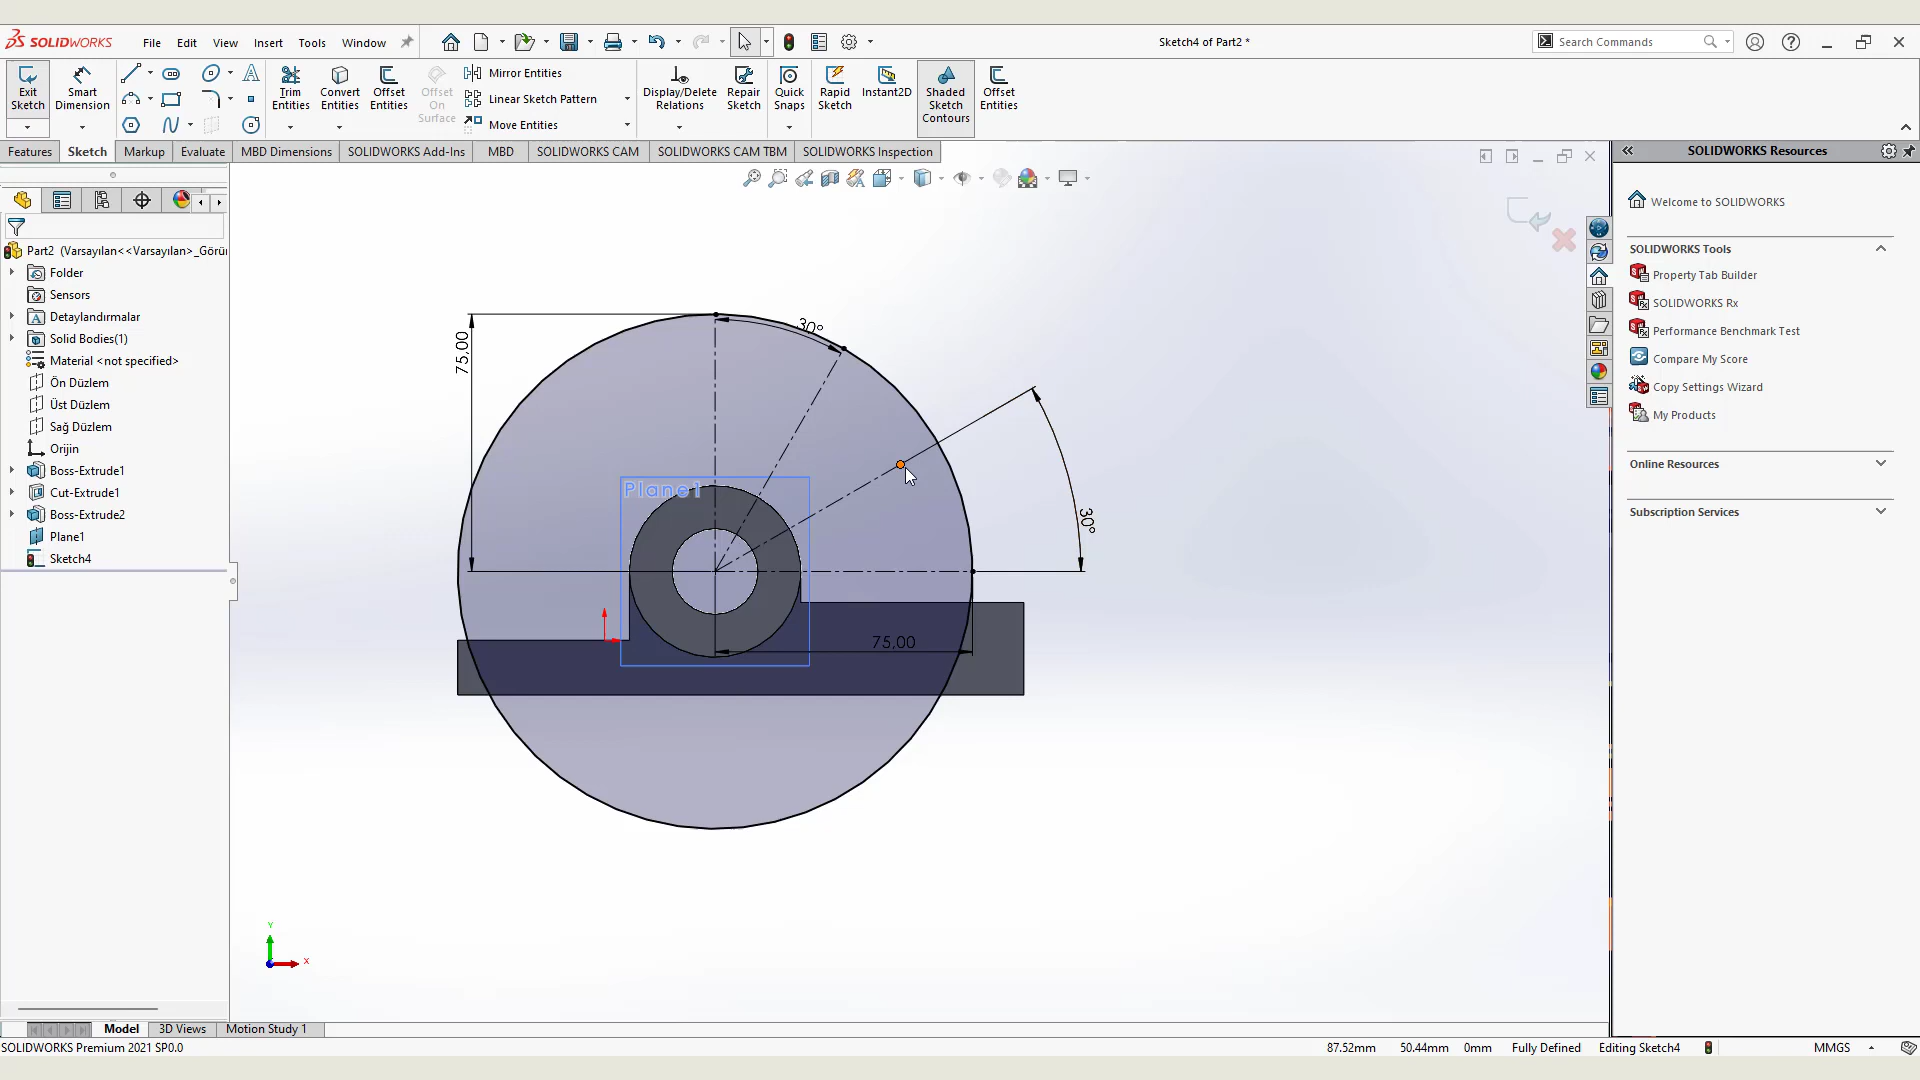 SOLIDWORKS File Edit View Insert Tools Window Sketch4 of Part2 * Search Commands
Exit Sketch
Smart Dimension
Trim Entities
Convert Entities
Offset Entities
Offset On Surface
Mirror Entities
Linear Sketch Pattern
Move Entities
Display/Delete Relations
Repair Sketch
Quick Snaps
Rapid Sketch
Instant2D
Shaded Sketch Contours
Offset Entities
Features Sketch Markup Evaluate MBD Dimensions SOLIDWORKS Add-Ins MBD SOLIDWORKS CAM SOLIDWORKS CAM TBM SOLIDWORKS Inspection
Part2 (Varsayılan<<Varsayılan>_Görü
Folder
Sensors
Detaylandırmalar
Solid Bodies(1)
Material <not specified>
Ön Düzlem
Üst Düzlem
Sağ Düzlem
Orijin
Boss-Extrude1
Cut-Extrude1
Boss-Extrude2
Plane1
Sketch4
30°
75,00
Plane1
30°
75,00
Y
X
SOLIDWORKS Resources
Welcome to SOLIDWORKS
SOLIDWORKS Tools
Property Tab Builder
SOLIDWORKS Rx
Performance Benchmark Test
Compare My Score
Copy Settings Wizard
My Products
Online Resources
Subscription Services
Model 3D Views Motion Study 1
SOLIDWORKS Premium 2021 SP0.0 87.52mm 50.44mm 0mm Fully Defined Editing Sketch4 MMGS